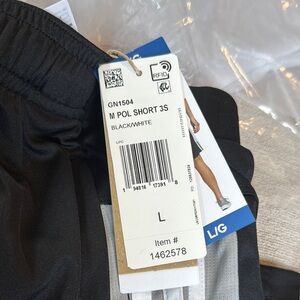 RFID
GN1504
M POL SHORT 3S
BLACK/WHITE
UPC
L
Item #
1462578
L/G